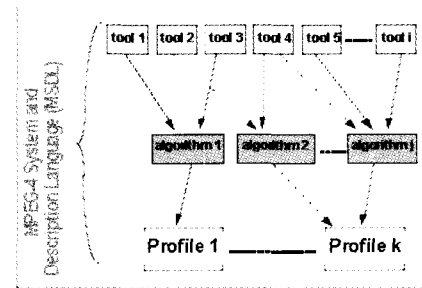 tool 1 tool 2 tool 3 tool 4 tool 5 tool i
MPEG-4 System and
Description Language (MSDL)
algorithm 1 algorithm 2 algorithm j
Profile 1 Profile k